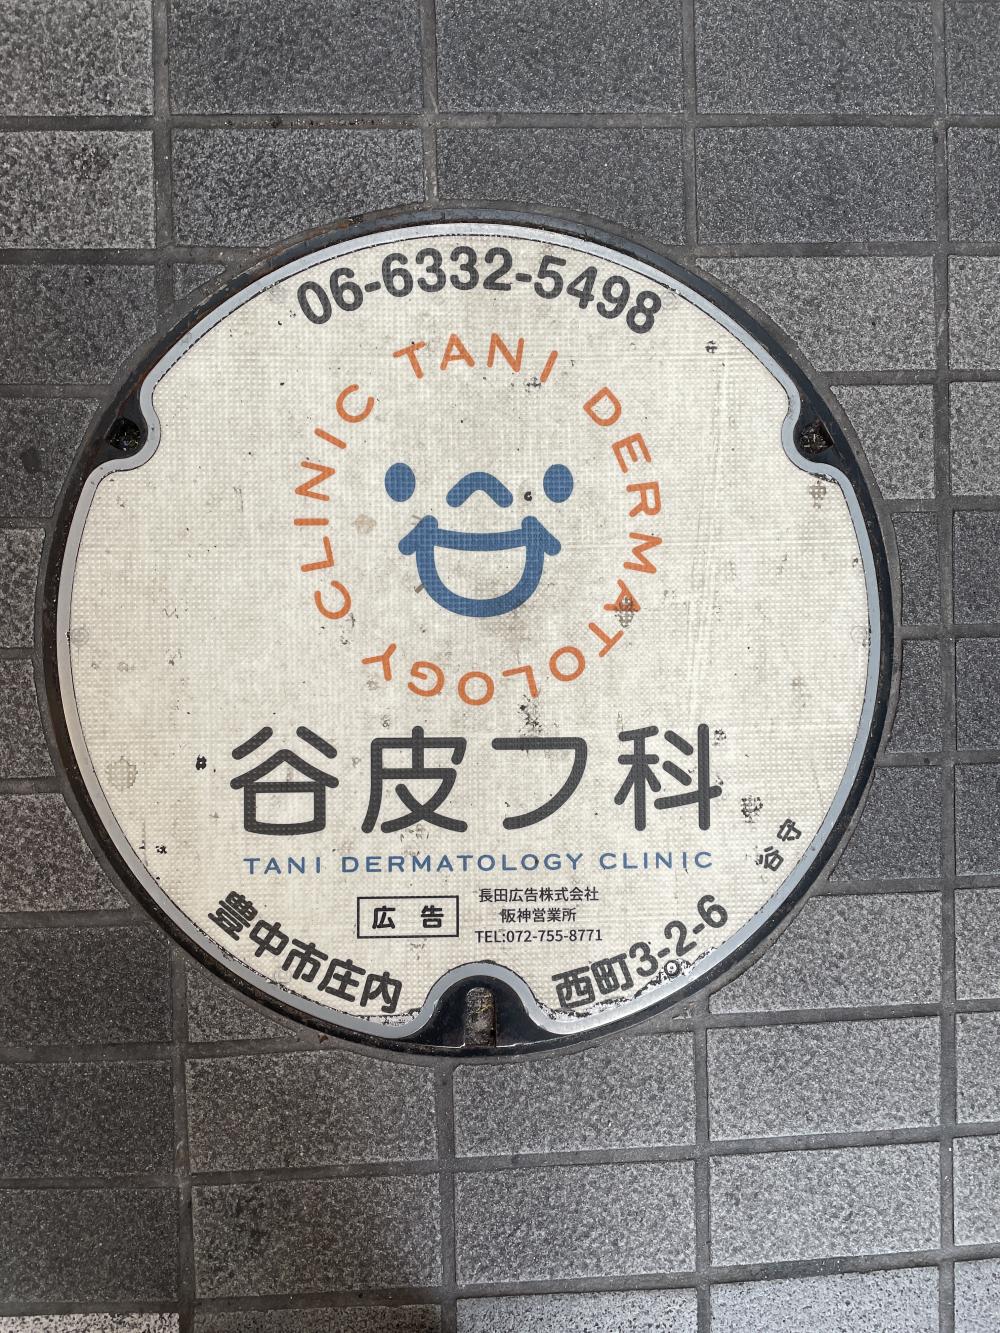 06-6332-5498
TANI DERMATOLOGY CLINIC
谷皮フ科
TANI DERMATOLOGY CLINIC
広告
長田広告株式会社
阪神営業所
TEL:072-755-8771
豊中市庄内
西町3-2-6
谷守